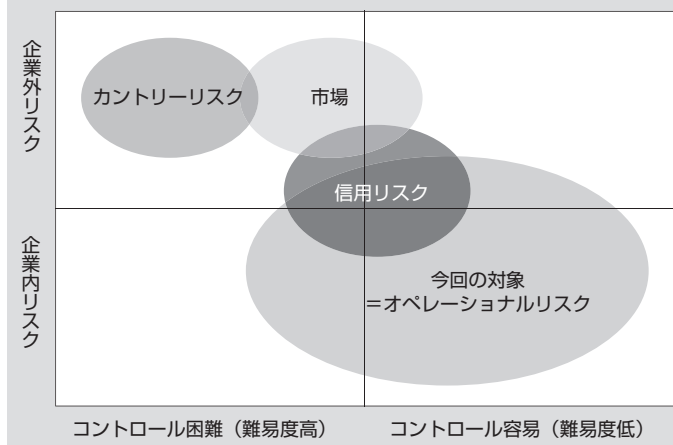 企業外リスク
カントリーリスク
市場
信用リスク
企業内リスク
今回の対象
=オペレーショナルリスク
コントロール困難（難易度高）
コントロール容易（難易度低）